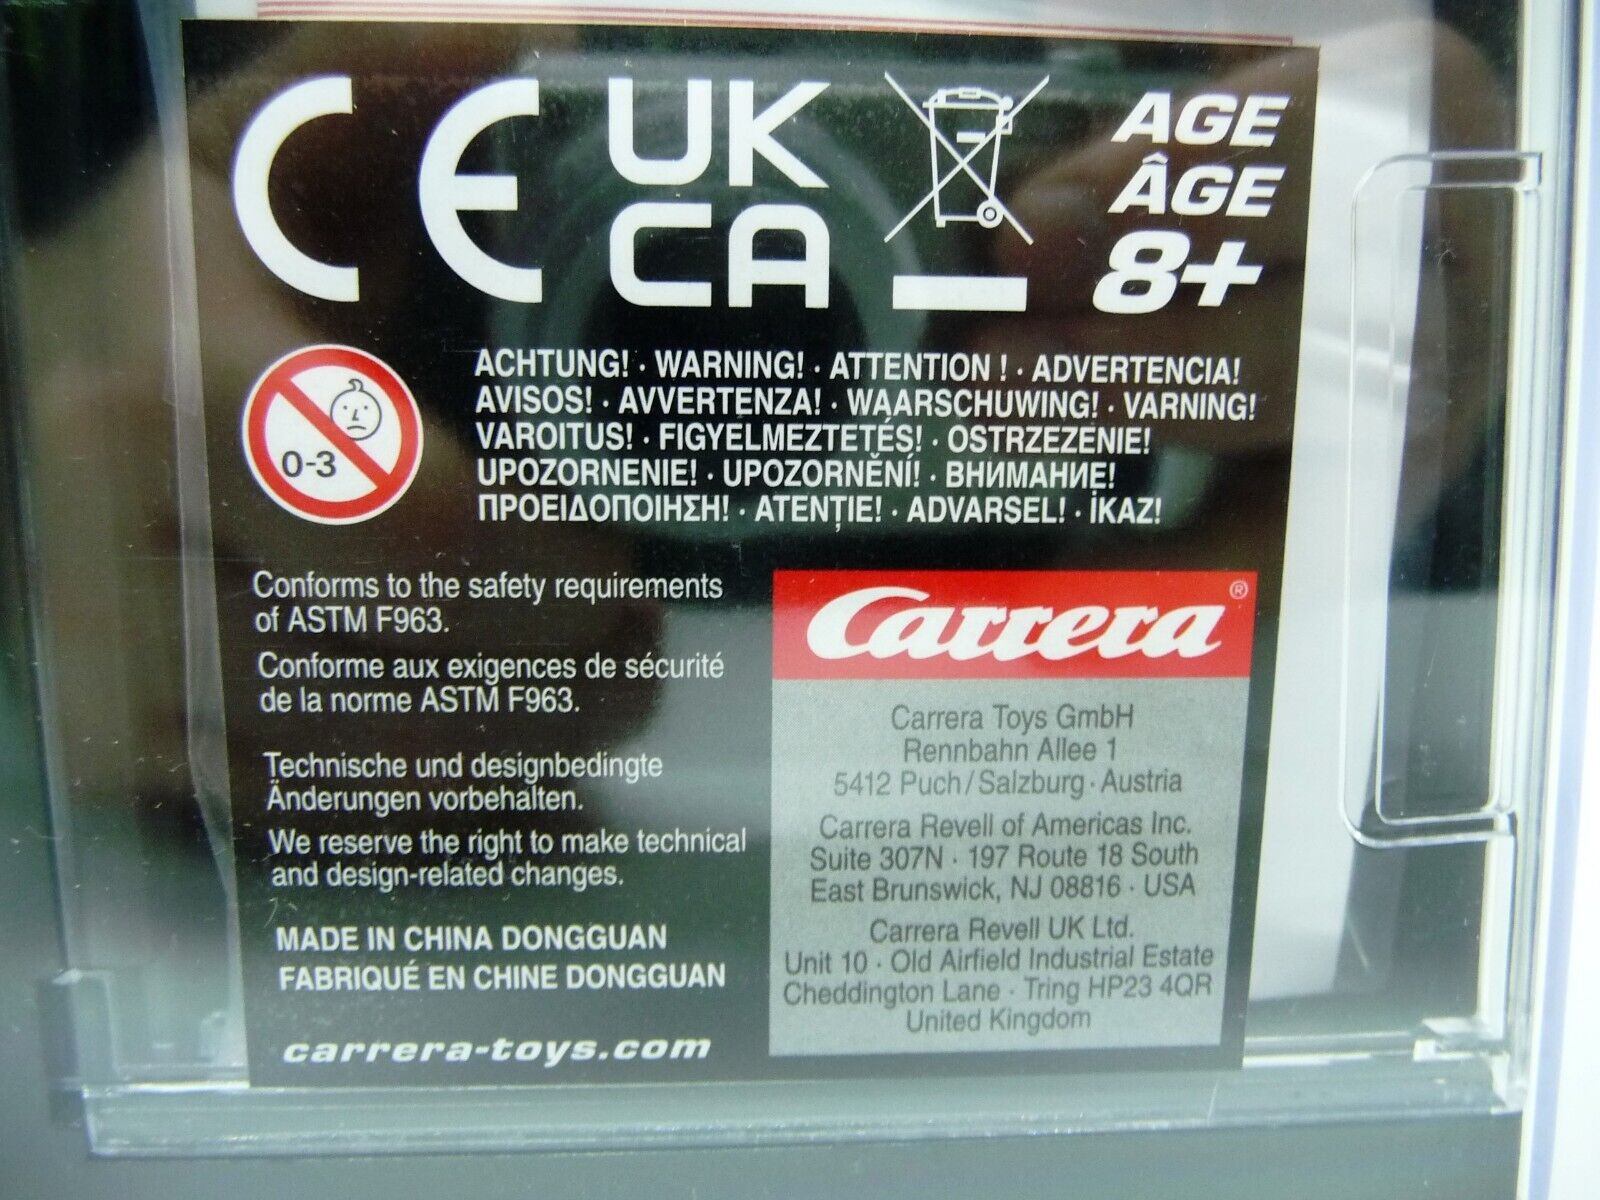 CE
UK
CA
AGE
ÂGE
8+
0-3
ACHTUNG! · WARNING! · ATTENTION ! · ADVERTENCIA!
AVISOS! · AVVERTENZA! · WAARSCHUWING! · VARNING!
VAROITUS! · FIGYELMEZTETÉS! · OSTRZEZENIE!
UPOZORNENIE! · UPOZORNĚNÍ! · ВНИМАНИЕ!
ΠΡΟΕΙΔΟΠΟΙΗΣΗ! · ATENȚIE! · ADVARSEL! · İKAZ!
Conforms to the safety requirements
of ASTM F963.
Conforme aux exigences de sécurité
de la norme ASTM F963.
Technische und designbedingte
Änderungen vorbehalten.
We reserve the right to make technical
and design-related changes.
MADE IN CHINA DONGGUAN
FABRIQUÉ EN CHINE DONGGUAN
carrera-toys.com
Carrera®
Carrera Toys GmbH
Rennbahn Allee 1
5412 Puch/Salzburg · Austria
Carrera Revell of Americas Inc.
Suite 307N · 197 Route 18 South
East Brunswick, NJ 08816 · USA
Carrera Revell UK Ltd.
Unit 10 · Old Airfield Industrial Estate
Cheddington Lane · Tring HP23 4QR
United Kingdom